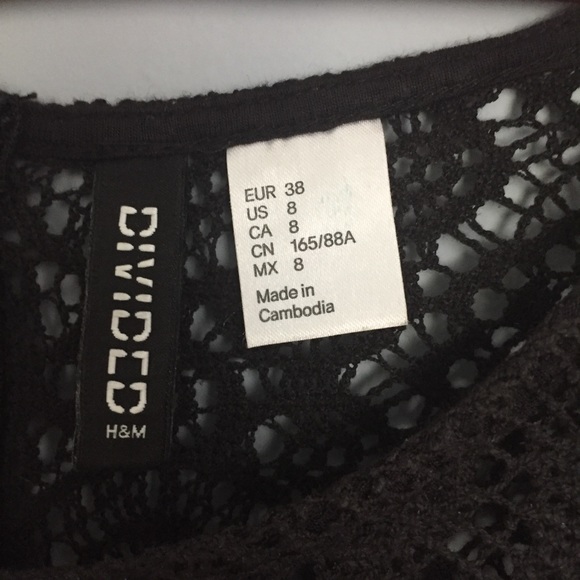 DIVIDED
H&M
EUR 38
US 8
CA 8
CN 165/88A
MX 8
Made in
Cambodia